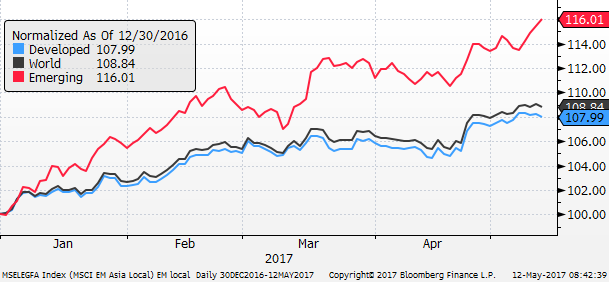 Normalized As Of 12/30/2016
Developed 107.99
World 108.84
Emerging 116.01
116.01
114.00
112.00
110.00
108.84
107.99
106.00
104.00
102.00
100.00
Jan Feb Mar Apr
2017
MSELEGFA Index (MSCI EM Asia Local) EM local Daily 30DEC2016-12MAY2017 Copyright© 2017 Bloomberg Finance L.P. 12-May-2017 08:42:39